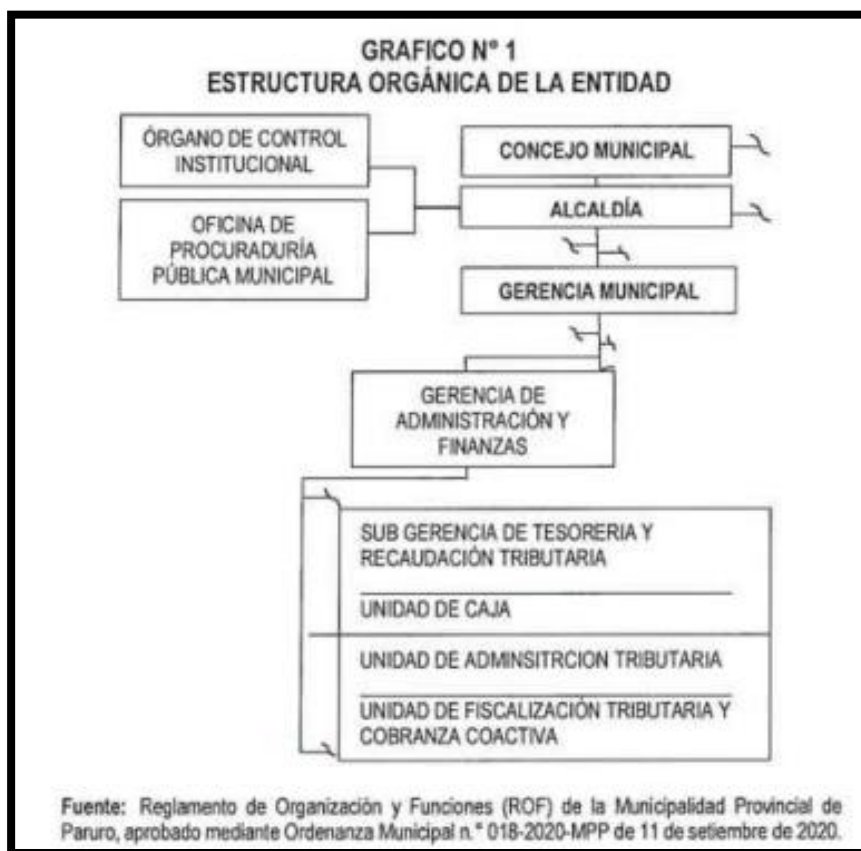 GRAFICO N° 1
ESTRUCTURA ORGÁNICA DE LA ENTIDAD
ÓRGANO DE CONTROL
INSTITUCIONAL
CONCEJO MUNICIPAL
ALCALDÍA
OFICINA DE
PROCURADURÍA
PÚBLICA MUNICIPAL
GERENCIA MUNICIPAL
GERENCIA DE
ADMINISTRACIÓN Y
FINANZAS
SUB GERENCIA DE TESORERIA Y
RECAUDACIÓN TRIBUTARIA
UNIDAD DE CAJA
UNIDAD DE ADMINSITRCION TRIBUTARIA
UNIDAD DE FISCALIZACIÓN TRIBUTARIA Y
COBRANZA COACTIVA
Fuente: Reglamento de Organización y Funciones (ROF) de la Municipalidad Provincial de
Paruro, aprobado mediante Ordenanza Municipal n.° 018-2020-MPP de 11 de setiembre de 2020.